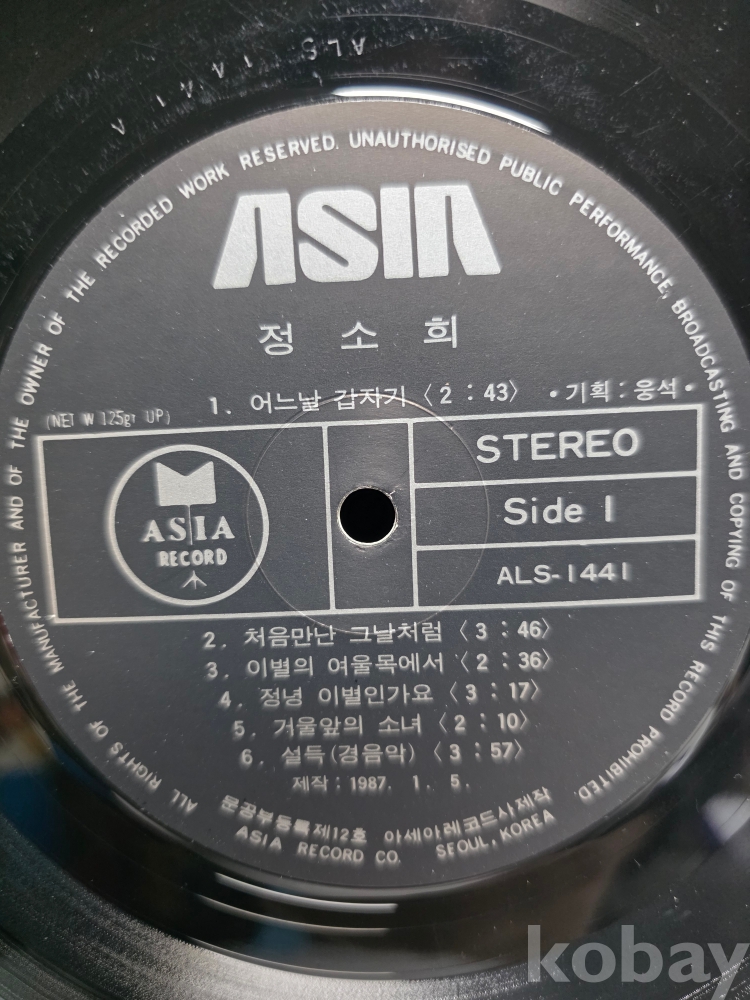 ALS 1441A
ALL RIGHTS OF THE MANUFACTURER AND OF THE OWNER OF THE RECORDED WORK RESERVED. UNAUTHORISED PUBLIC PERFORMANCE, BROADCASTING AND COPYING OF THIS RECORD PROHIBITED.
ASIA
정 소 희
1. 어느날 갑자기 〈2 : 43〉 •기획 : 웅석•
(NET W 125gr UP)
STEREO
Side 1
ALS-1441
ASIA
RECORD
2. 처음만난 그날처럼 〈3 : 46〉
3. 이별의 여울목에서 〈2 : 36〉
4. 정녕 이별인가요 〈3 : 17〉
5. 거울앞의 소녀 〈2 : 10〉
6. 설득(경음악) 〈3 : 57〉
제작 : 1987. 1. 5.
문공부등록제12호 아세아레코드사제작
ASIA RECORD CO. SEOUL, KOREA
kobay